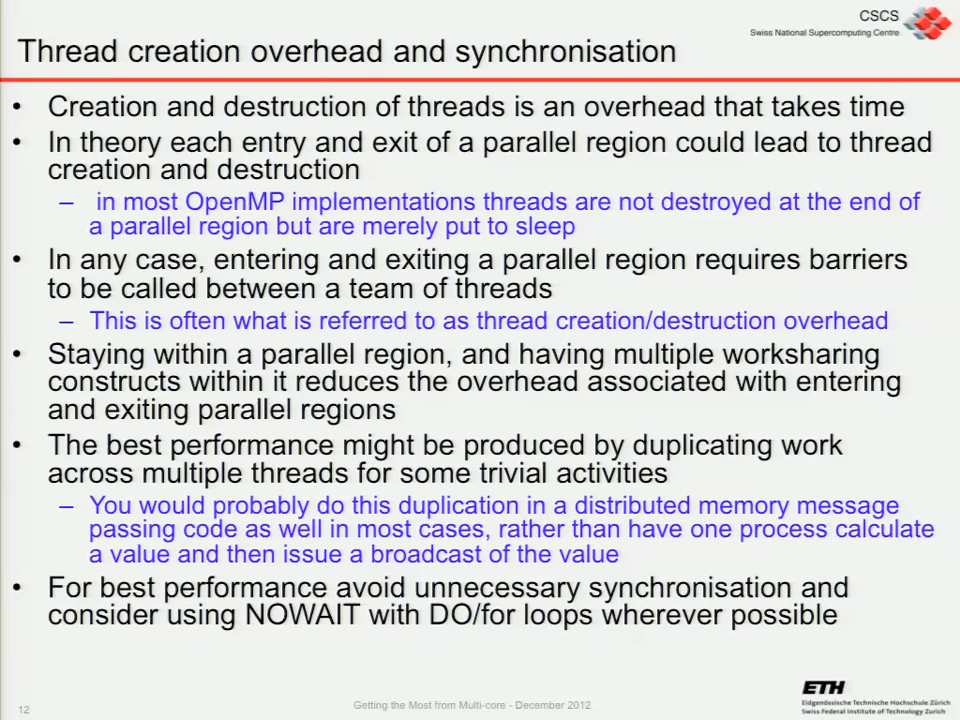 CSCS
Swiss National Supercomputing Centre
Thread creation overhead and synchronisation
• Creation and destruction of threads is an overhead that takes time
• In theory each entry and exit of a parallel region could lead to thread
creation and destruction
– in most OpenMP implementations threads are not destroyed at the end of
a parallel region but are merely put to sleep
• In any case, entering and exiting a parallel region requires barriers
to be called between a team of threads
– This is often what is referred to as thread creation/destruction overhead
• Staying within a parallel region, and having multiple worksharing
constructs within it reduces the overhead associated with entering
and exiting parallel regions
• The best performance might be produced by duplicating work
across multiple threads for some trivial activities
– You would probably do this duplication in a distributed memory message
passing code as well in most cases, rather than have one process calculate
a value and then issue a broadcast of the value
• For best performance avoid unnecessary synchronisation and
consider using NOWAIT with DO/for loops wherever possible
12
Getting the Most from Multi-core - December 2012
ETH
Eidgenössische Technische Hochschule Zürich
Swiss Federal Institute of Technology Zurich